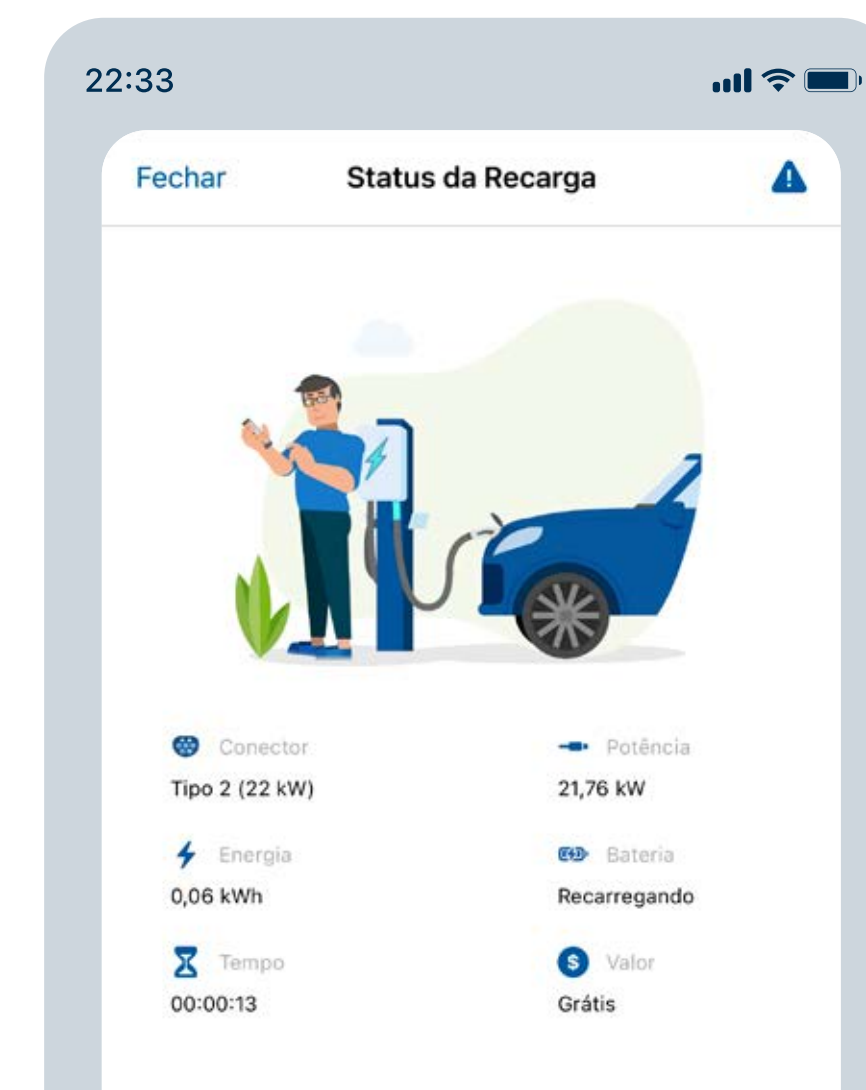 22:33
Fechar Status da Recarga
Conector Potência
Tipo 2 (22 kW) 21,76 kW
Energia Bateria
0,06 kWh Recarregando
Tempo Valor
00:00:13 Grátis